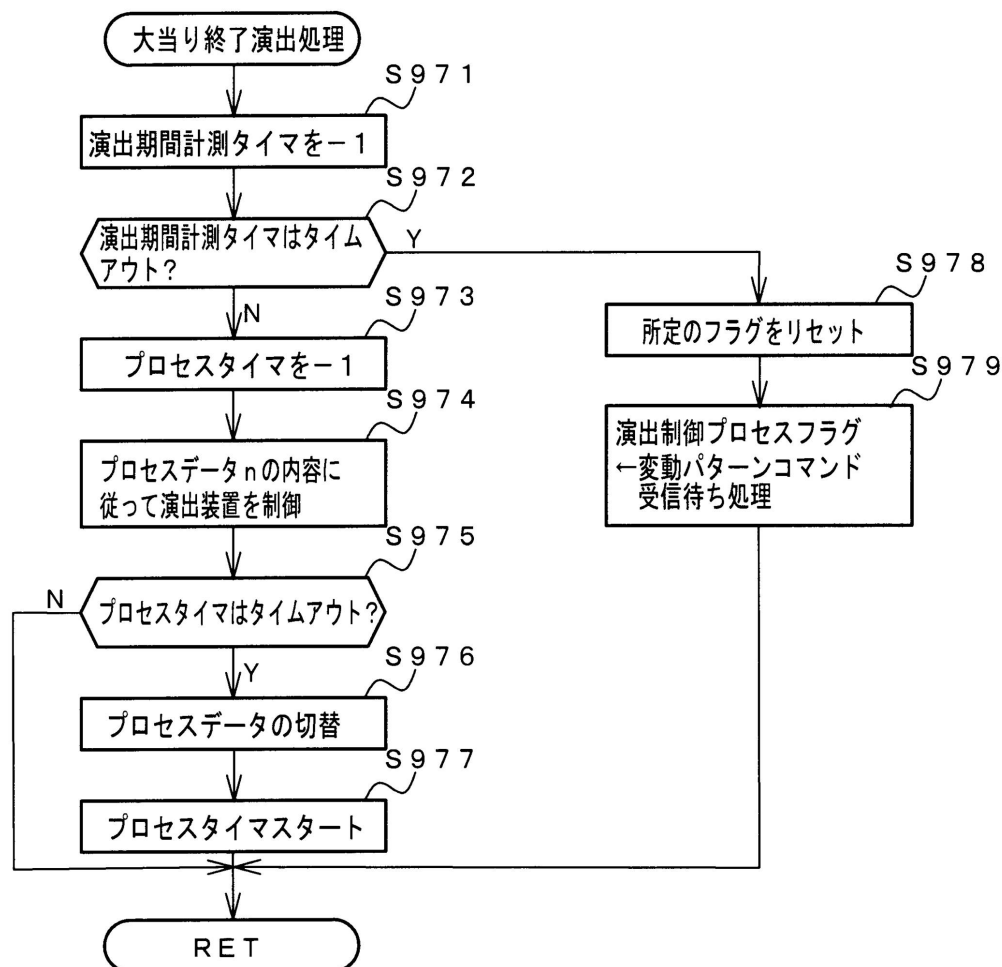 大当り終了演出処理
S971
演出期間計測タイマを−1
S972
演出期間計測タイマはタイム
アウト?
Y
N
S973
プロセスタイマを−1
S974
プロセスデータnの内容に
従って演出装置を制御
S975
プロセスタイマはタイムアウト?
N
Y
S976
プロセスデータの切替
S977
プロセスタイマスタート
S978
所定のフラグをリセット
S979
演出制御プロセスフラグ
←変動パターンコマンド
受信待ち処理
RET